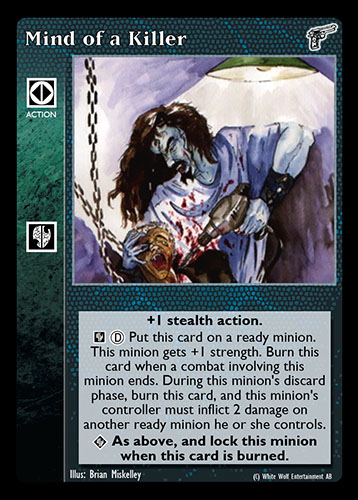 Mind of a Killer
ACTION
+1 stealth action.
D Put this card on a ready minion.
This minion gets +1 strength. Burn this
card when a combat involving this
minion ends. During this minion's discard
phase, burn this card, and this minion's
controller must inflict 2 damage on
another ready minion he or she controls.
As above, and lock this minion
when this card is burned.
Illus: Brian Miskelley (C) White Wolf Entertainment AB